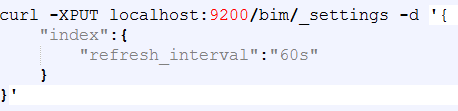 curl -XPUT localhost:9200/bim/_settings -d '{
    "index":{
        "refresh_interval":"60s"
    }
}'